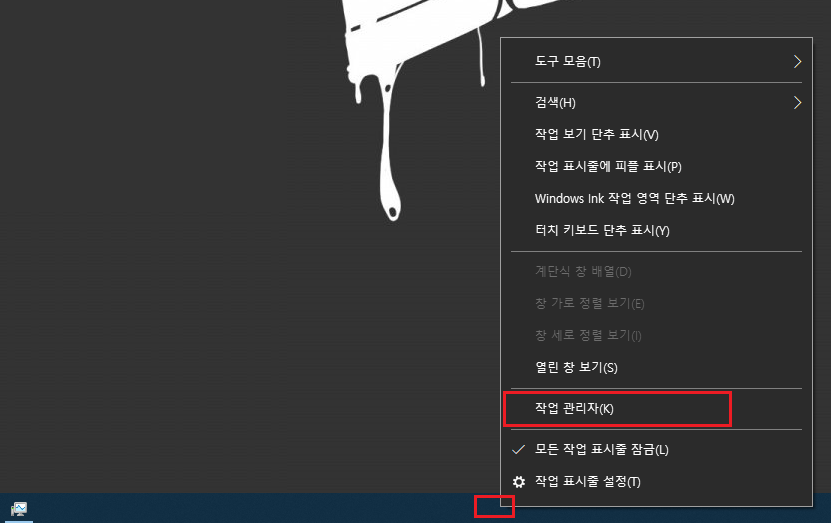 도구 모음(T)
검색(H)
작업 보기 단추 표시(V)
작업 표시줄에 피플 표시(P)
Windows Ink 작업 영역 단추 표시(W)
터치 키보드 단추 표시(Y)
계단식 창 배열(D)
창 가로 정렬 보기(E)
창 세로 정렬 보기(I)
열린 창 보기(S)
작업 관리자(K)
모든 작업 표시줄 잠금(L)
작업 표시줄 설정(T)